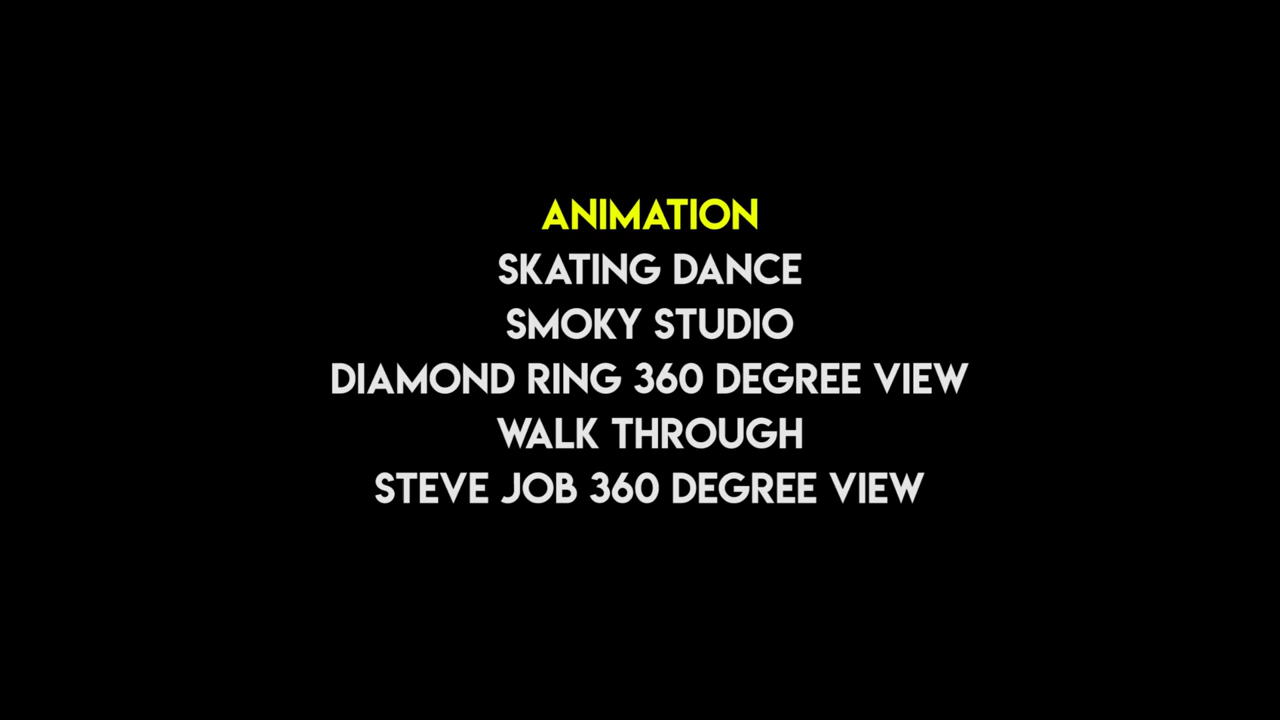 ANIMATION
SKATING DANCE
SMOKY STUDIO
DIAMOND RING 360 DEGREE VIEW
WALK THROUGH
STEVE JOB 360 DEGREE VIEW